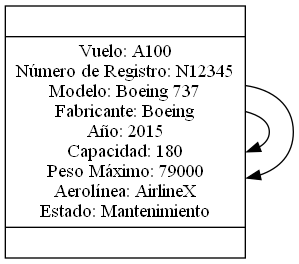 Vuelo: A100
Número de Registro: N12345
Modelo: Boeing 737
Fabricante: Boeing
Año: 2015
Capacidad: 180
Peso Máximo: 79000
Aerolínea: AirlineX
Estado: Mantenimiento